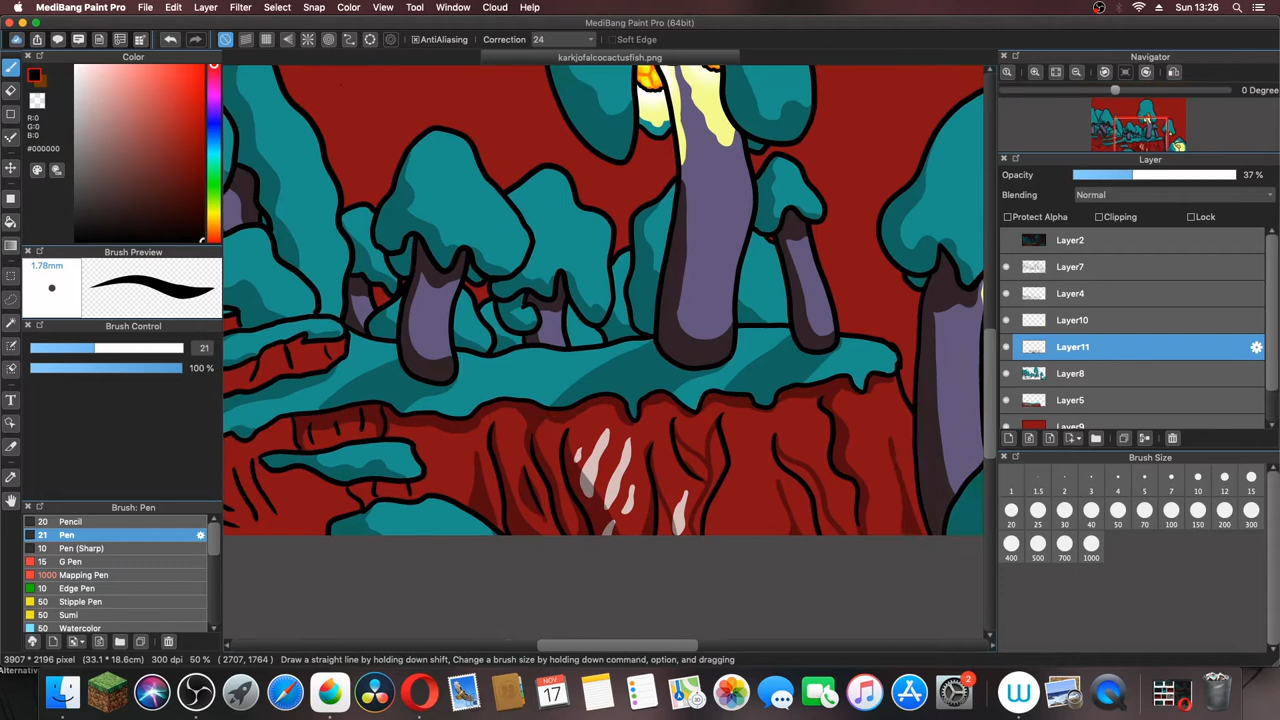 MediBang Paint Pro File Edit Layer Filter Select Snap Color View Tool Window Cloud Help Sun 13:26
MediBang Paint Pro (64bit)
AntiAliasing Correction 24 Soft Edge
karkjofalcocactusfish.png
Color
R:0
G:0
B:0
#000000
Brush Preview
1.78mm
Brush Control
21
100 %
Brush: Pen
20 Pencil
21 Pen
10 Pen (Sharp)
15 G Pen
1000 Mapping Pen
10 Edge Pen
50 Stipple Pen
50 Sumi
50 Watercolor
Navigator
0 Degree
Layer
Opacity 37 %
Blending Normal
Protect Alpha Clipping Lock
Layer2
Layer7
Layer4
Layer10
Layer11
Layer8
Layer5
Layer9
Brush Size
1 1.5 2 3 4 5 7 10 12 15
20 25 30 40 50 70 100 150 200 300
400 500 700 1000
3907 * 2196 pixel (33.1 * 18.6cm) 300 dpi 50 % ( 2707, 1764 ) Draw a straight line by holding down shift, Change a brush size by holding down command, option, and dragging
Alternativ
NOV
17
2